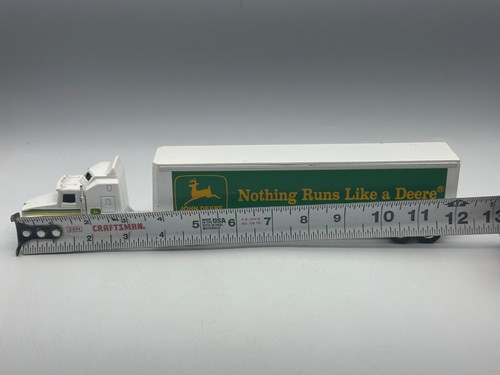 JOHN DEERE
Nothing Runs Like a Deere®
2 3 4 5 6 7 8 9 10 11 12 13
CRAFTSMAN
USA